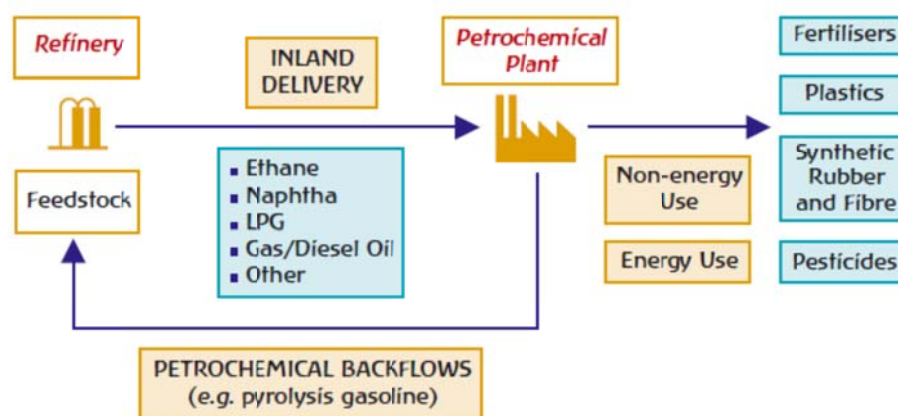 Refinery
Feedstock
INLAND
DELIVERY
Ethane
Naphtha
LPG
Gas/Diesel Oil
Other
Petrochemical
Plant
Non-energy
Use
Energy Use
Fertilisers
Plastics
Synthetic
Rubber
and Fibre
Pesticides
PETROCHEMICAL BACKFLOWS
(e.g. pyrolysis gasoline)